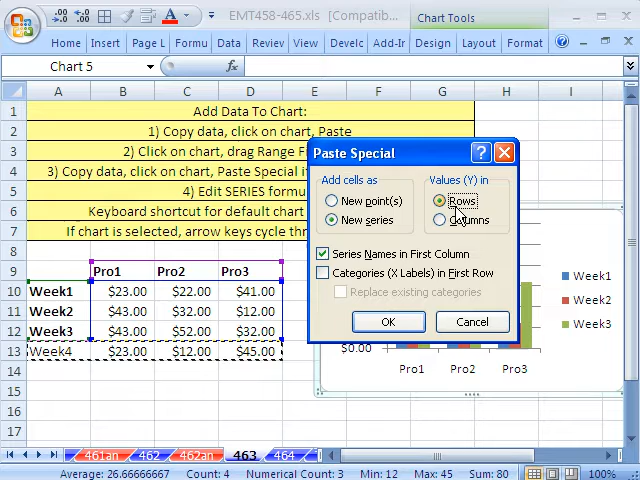 EMT458-465.xls [Compatibc...
Chart Tools
Home Insert Page L Formu Data Review View Develc Add-Ir Design Layout Format
Chart 5 fx
A B C D E F G H I
1 Add Data To Chart:
2 1) Copy data, click on chart, Paste
3 2) Click on chart, drag Range Fi
4 3) Copy data, click on chart, Paste Special i
5 4) Edit SERIES formu
6 Keyboard shortcut for default chart
7 If chart is selected, arrow keys cycle thr
8
9 Pro1 Pro2 Pro3
10 Week1 $23.00 $22.00 $41.00
11 Week2 $43.00 $32.00 $12.00
12 Week3 $43.00 $52.00 $32.00
13 Week4 $23.00 $12.00 $45.00
14
15
16
17
Paste Special ?
Add cells as Values (Y) in
New point(s) Rows
New series Columns
Series Names in First Column
Categories (X Labels) in First Row
Replace existing categories
OK Cancel
Week1
Week2
Week3
$0.00
Pro1 Pro2 Pro3
461an 462 462an 463 464
Average: 26.66666667 Count: 4 Numerical Count: 3 Min: 12 Max: 45 Sum: 80 100%